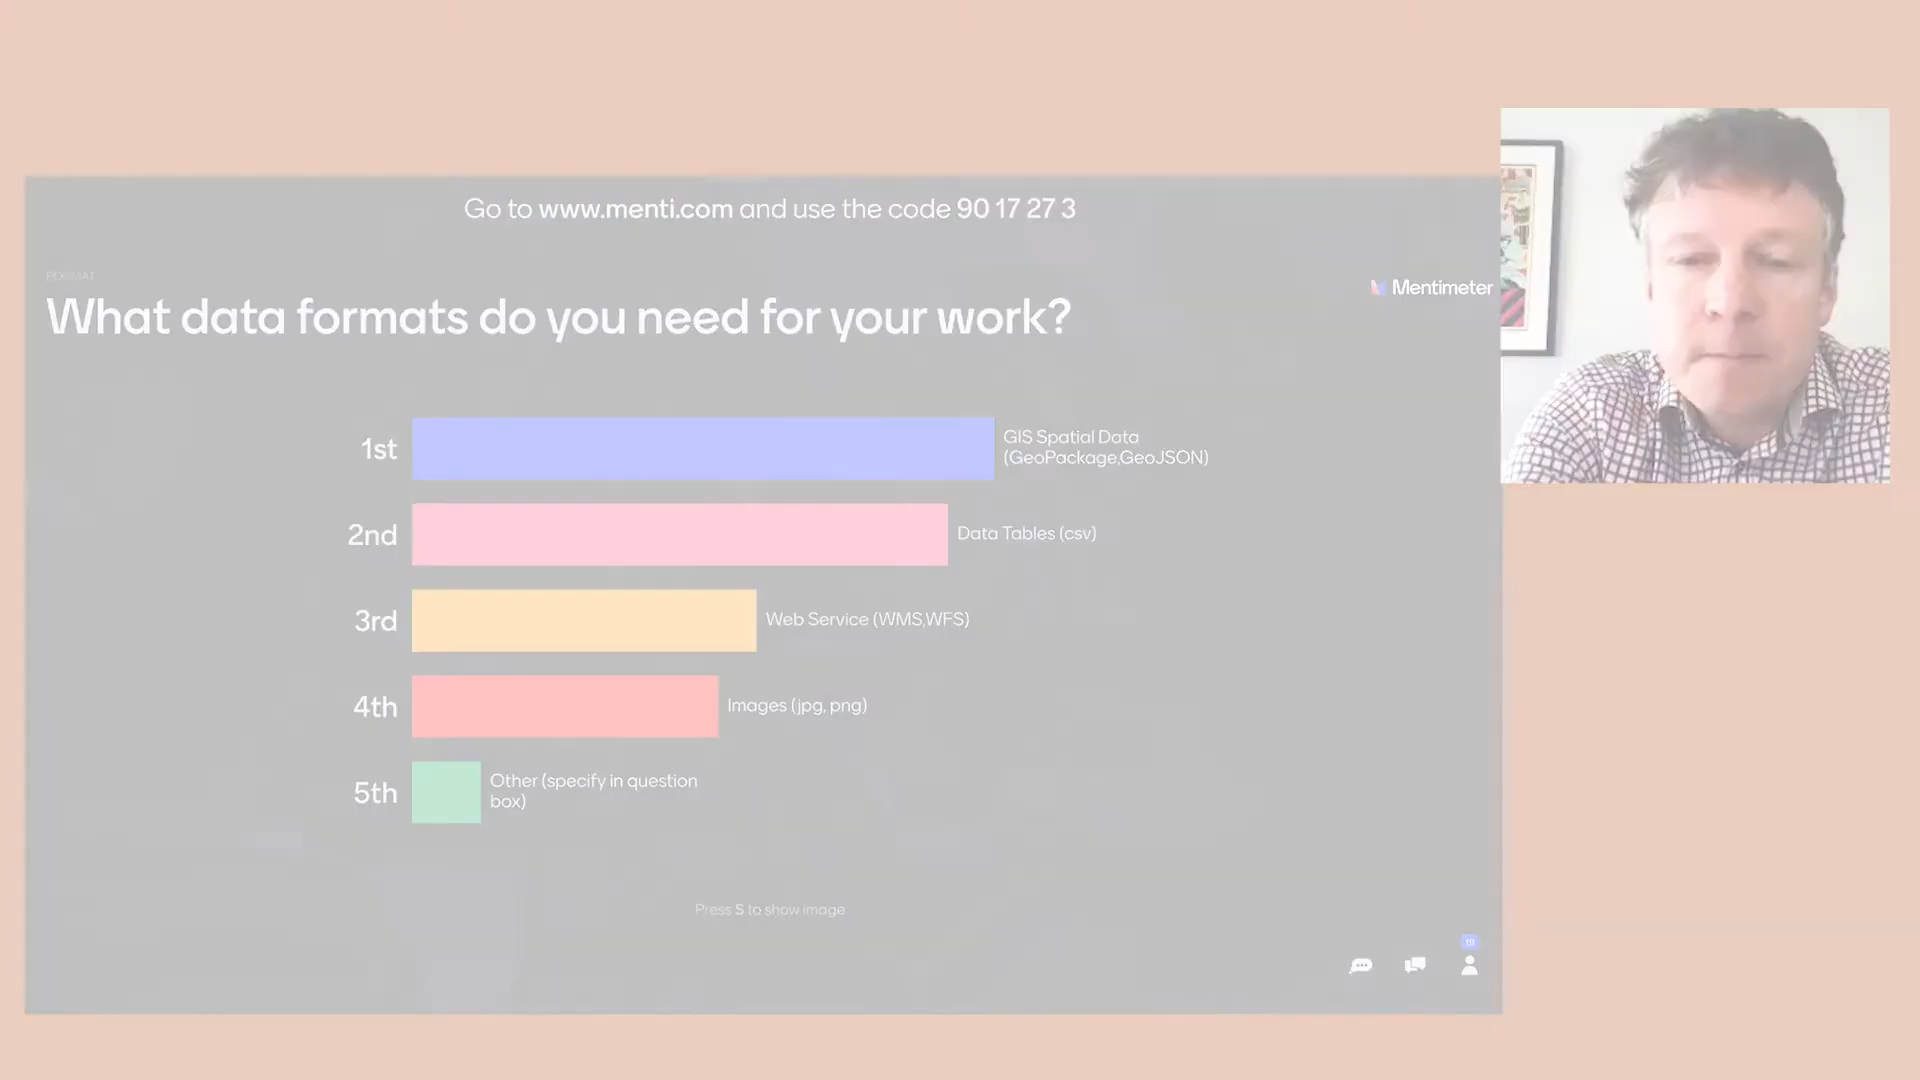 Go to www.menti.com and use the code 90 17 27 3
FORMAT
What data formats do you need for your work?
Mentimeter
1st
GIS Spatial Data
(GeoPackage,GeoJSON)
2nd
Data Tables (csv)
3rd
Web Service (WMS,WFS)
4th
Images (jpg, png)
5th
Other (specify in question
box)
Press S to show image